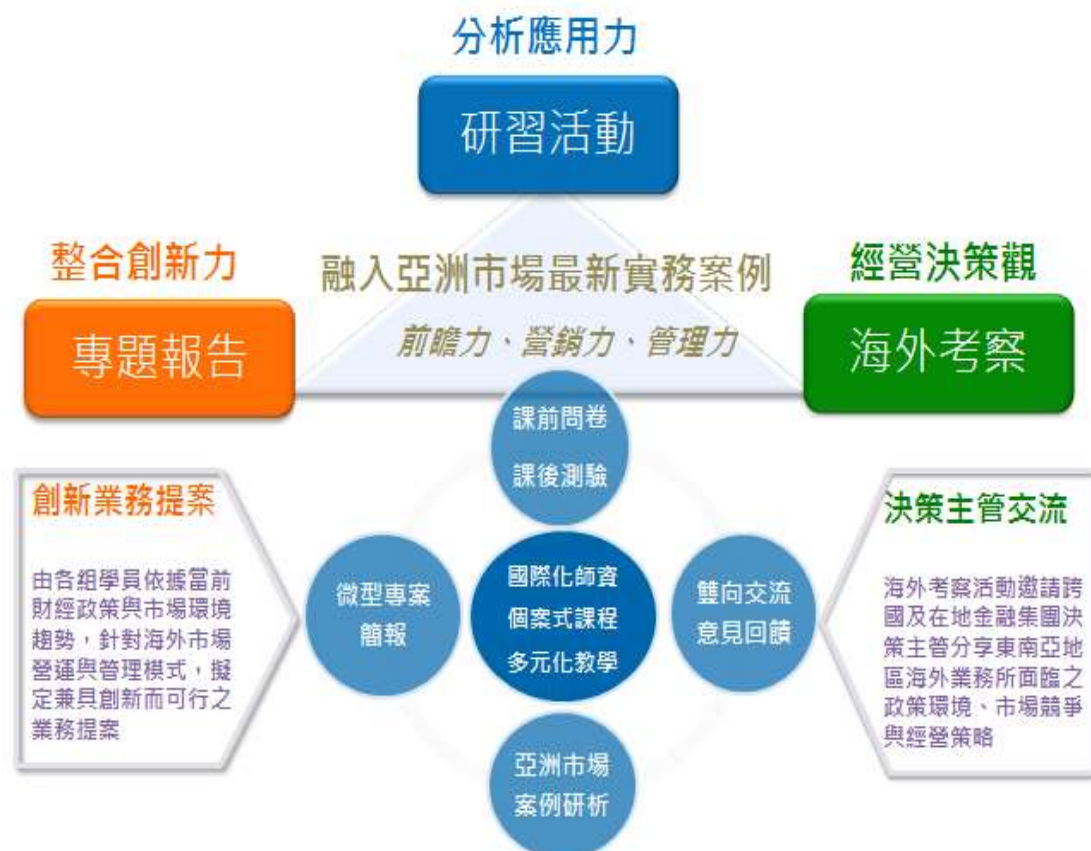 分析應用力
研習活動
整合創新力
專題報告
融入亞洲市場最新實務案例
前瞻力、營銷力、管理力
經營決策觀
海外考察
課前問卷
課後測驗
創新業務提案
由各組學員依據當前
財經政策與市場環境
趨勢，針對海外市場
營運與管理模式，擬
定兼具創新而可行之
業務提案
微型專案
簡報
國際化師資
個案式課程
多元化教學
雙向交流
意見回饋
決策主管交流
海外考察活動邀請跨
國及在地金融集團決
策主管分享東南亞地
區海外業務所面臨之
政策環境、市場競爭
與經營策略
亞洲市場
案例研析